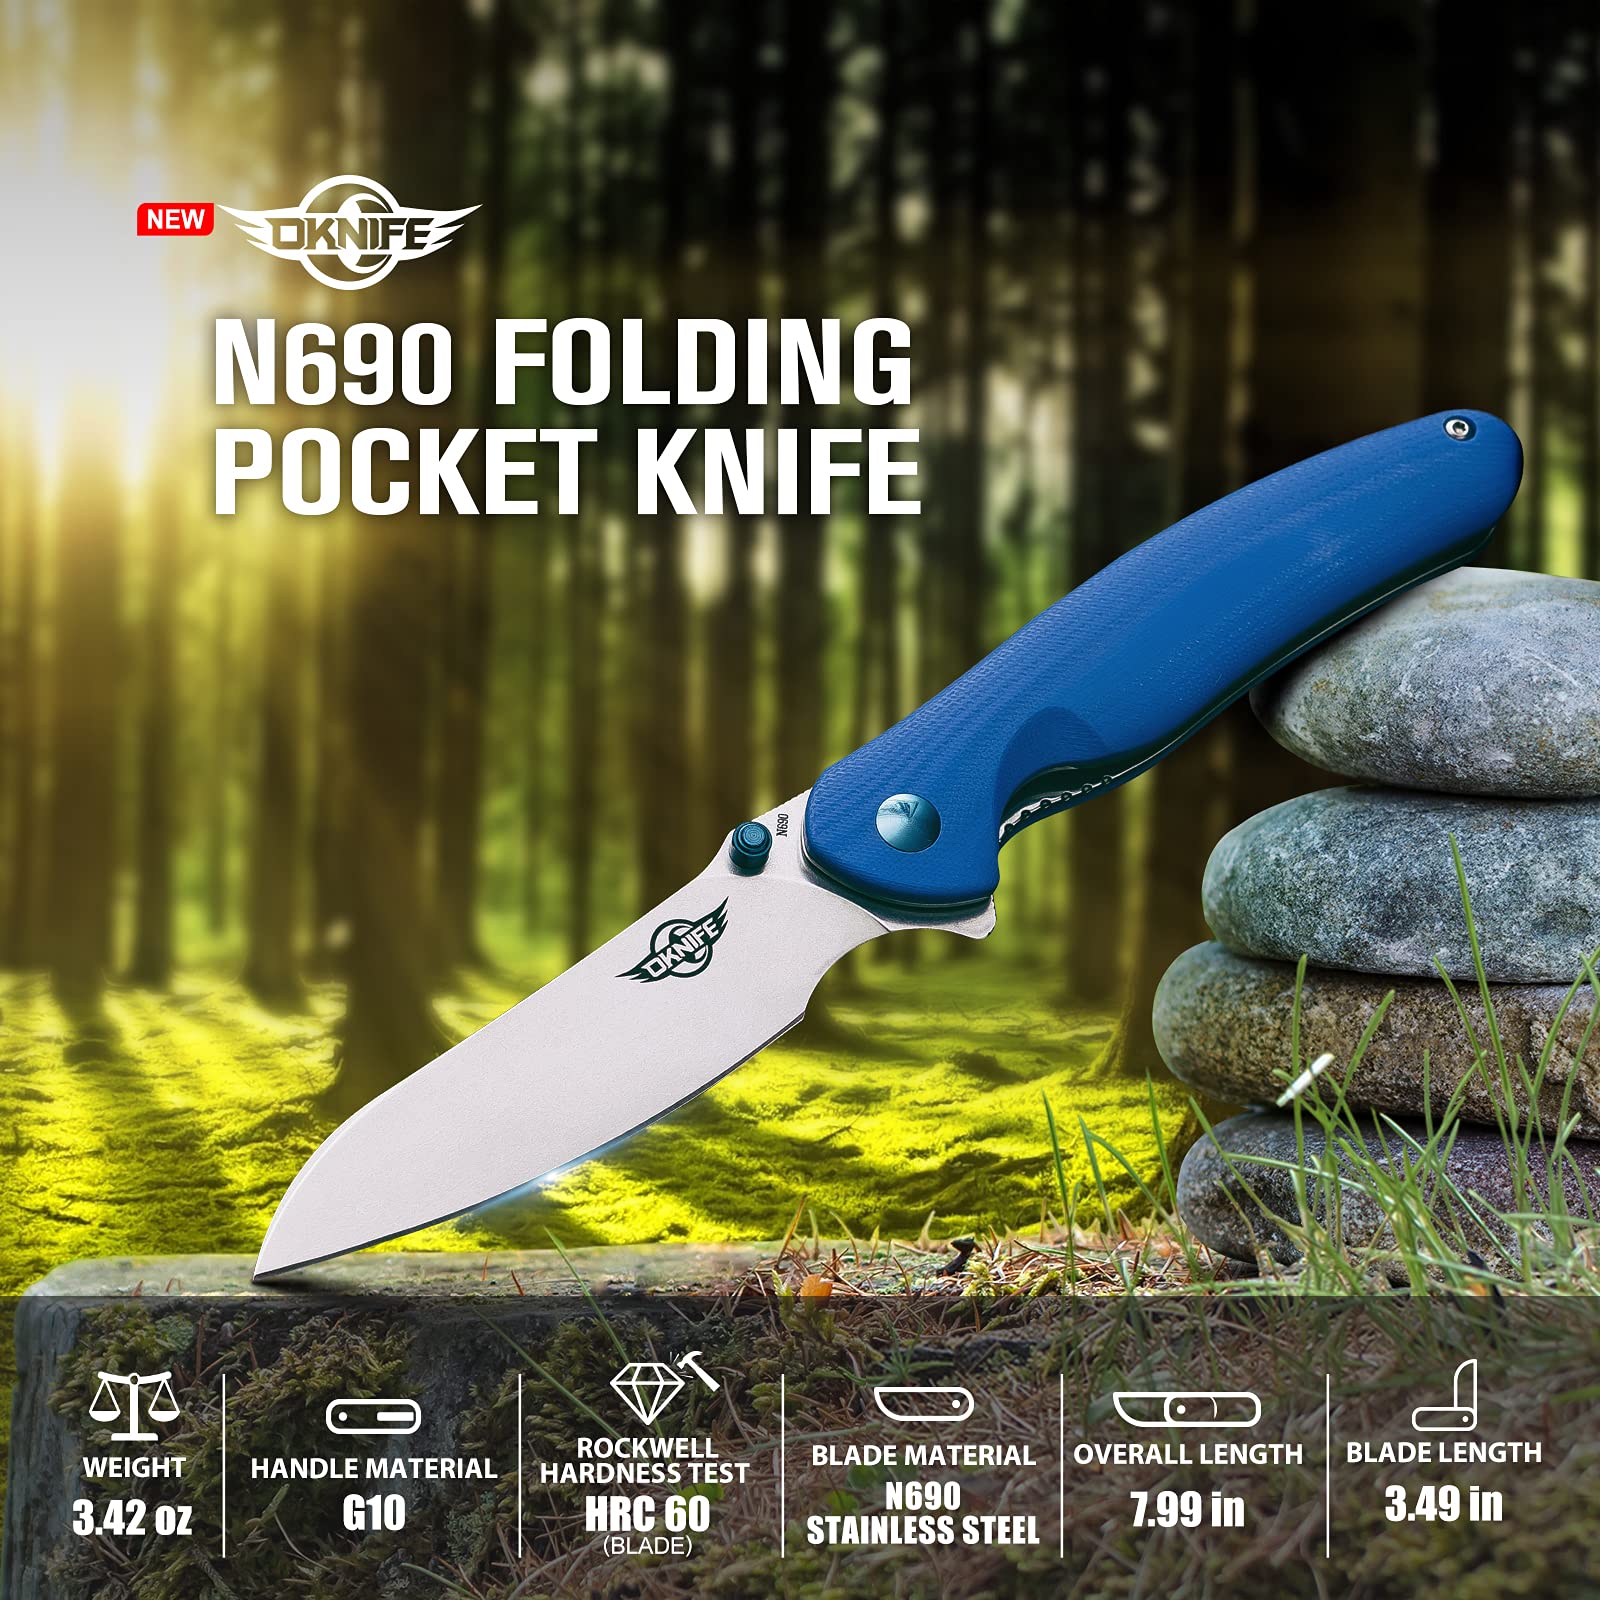 NEW OKNIFE
N690 FOLDING
POCKET KNIFE
N690
OKNIFE
WEIGHT
3.42 oz
HANDLE MATERIAL
G10
ROCKWELL
HARDNESS TEST
HRC 60
(BLADE)
BLADE MATERIAL
N690
STAINLESS STEEL
OVERALL LENGTH
7.99 in
BLADE LENGTH
3.49 in